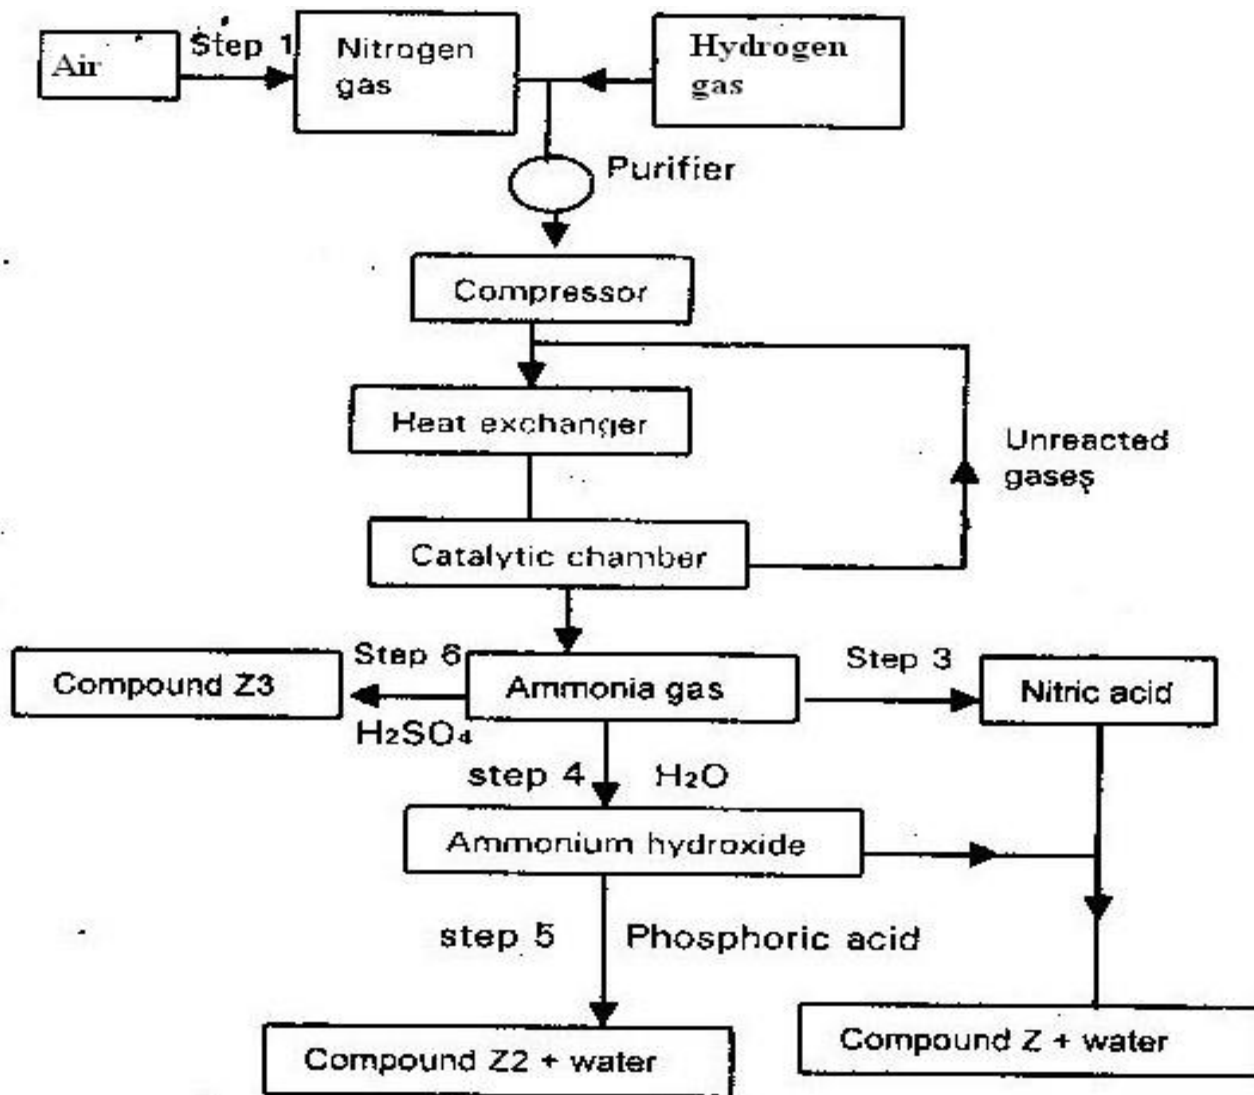 Air
Step 1
Nitrogen
gas
Hydrogen
gas
Purifier
Compressor
Heat exchanger
Unreacted
gases
Catalytic chamber
Compound Z3
Step 6
H₂SO₄
Ammonia gas
Step 3
Nitric acid
step 4 H₂O
Ammonium hydroxide
step 5 Phosphoric acid
Compound Z2 + water
Compound Z + water